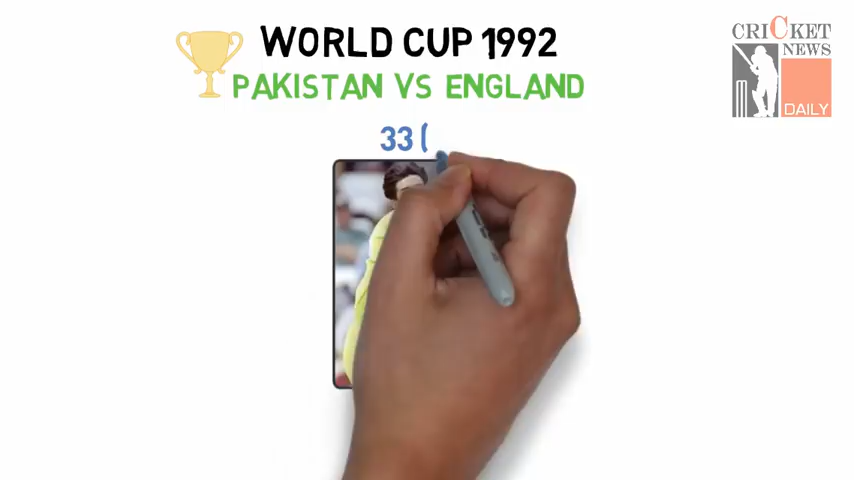 WORLD CUP 1992
PAKISTAN VS ENGLAND
33 (
CRICKET
NEWS
DAILY